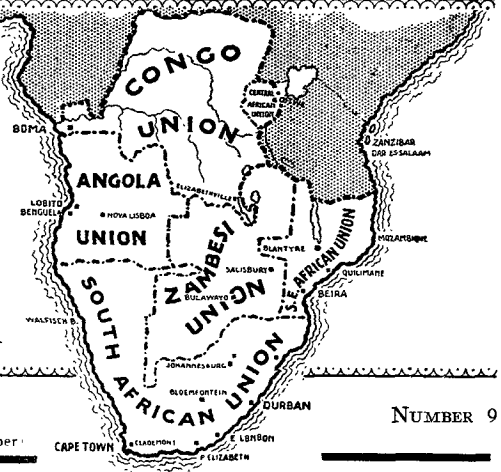 CONGO
UNION
CENTRAL
AFRICAN
UNION
BOMA
ZANZIBAR
DAR ES SALAAM
ANGOLA
UNION
ELIZABETHVILLE
LOBITO
BENGUELA
NOVA LISBOA
ZAMBESI
UNION
BLANTYRE
S.E. AFRICAN UNION
MOZAMBIQUE
SALISBURY
QUILIMANE
BULAWAYO
BEIRA
WALFISCH B.
SOUTH AFRICAN UNION
JOHANNESBURG
BLOEMFONTEIN
DURBAN
NUMBER 9
CAPE TOWN
CLAREMONT
E LONDON
P ELIZABETH